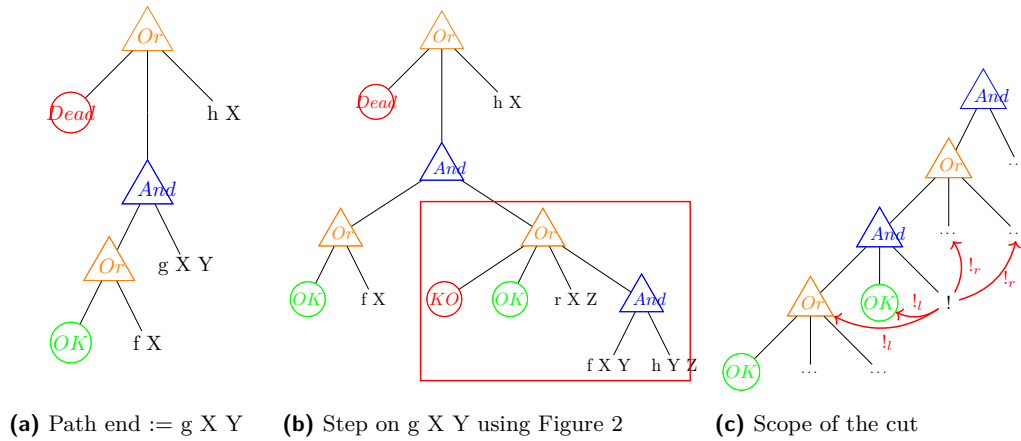 Or
Dead
h X
And
Or
g X Y
OK
f X
(a) Path end := g X Y
Or
Dead
h X
And
Or
Or
OK
f X
KO
OK
r X Z
And
f X Y
h Y Z
(b) Step on g X Y using Figure 2
And
Or
...
And
...
...
Or
OK
!
!r
!r
!l
!l
OK
...
...
(c) Scope of the cut